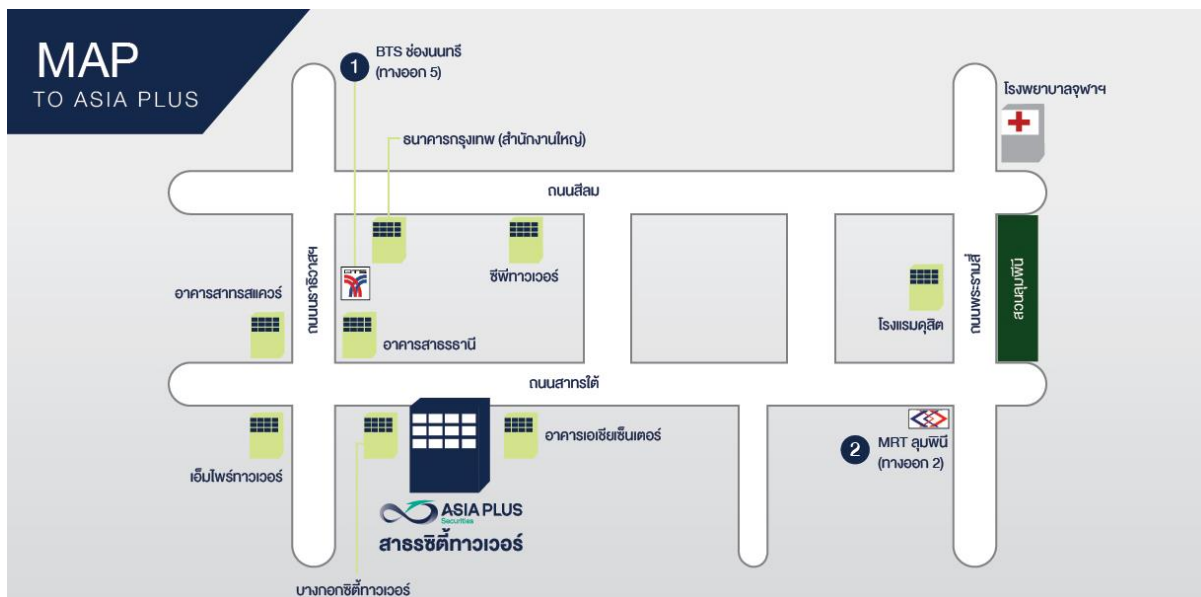 MAP
TO ASIA PLUS
1
BTS ช่องนนทรี
(ทางออก 5)
โรงพยาบาลจุฬาฯ
ธนาคารกรุงเทพ (สำนักงานใหญ่)
ถนนสีลม
ถนนนราธิวาสฯ
BTS
ซีพีทาวเวอร์
ถนนพระรามสี่
สวนลุมพินี
อาคารสาทรสแควร์
โรงแรมดุสิต
อาคารสาธรธานี
ถนนสาทรใต้
อาคารเอเชียเซ็นเตอร์
2
MRT ลุมพินี
(ทางออก 2)
เอ็มไพร์ทาวเวอร์
ASIA PLUS
Securities
สาธรซิตี้ทาวเวอร์
บางกอกซิตี้ทาวเวอร์